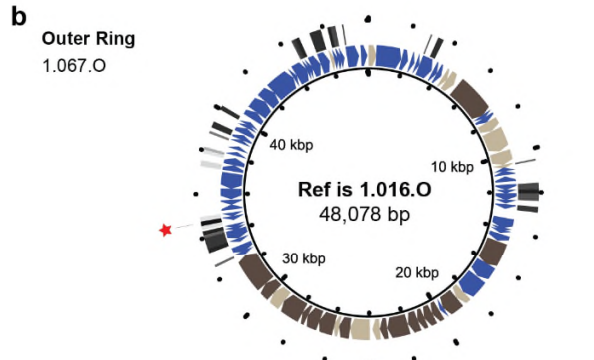 b
Outer Ring
1.067.O
40 kbp
10 kbp
Ref is 1.016.O
48,078 bp
30 kbp
20 kbp